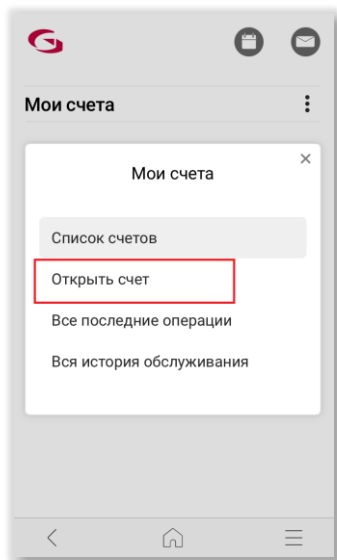 Мои счета
Мои счета
Список счетов
Открыть счет
Все последние операции
Вся история обслуживания